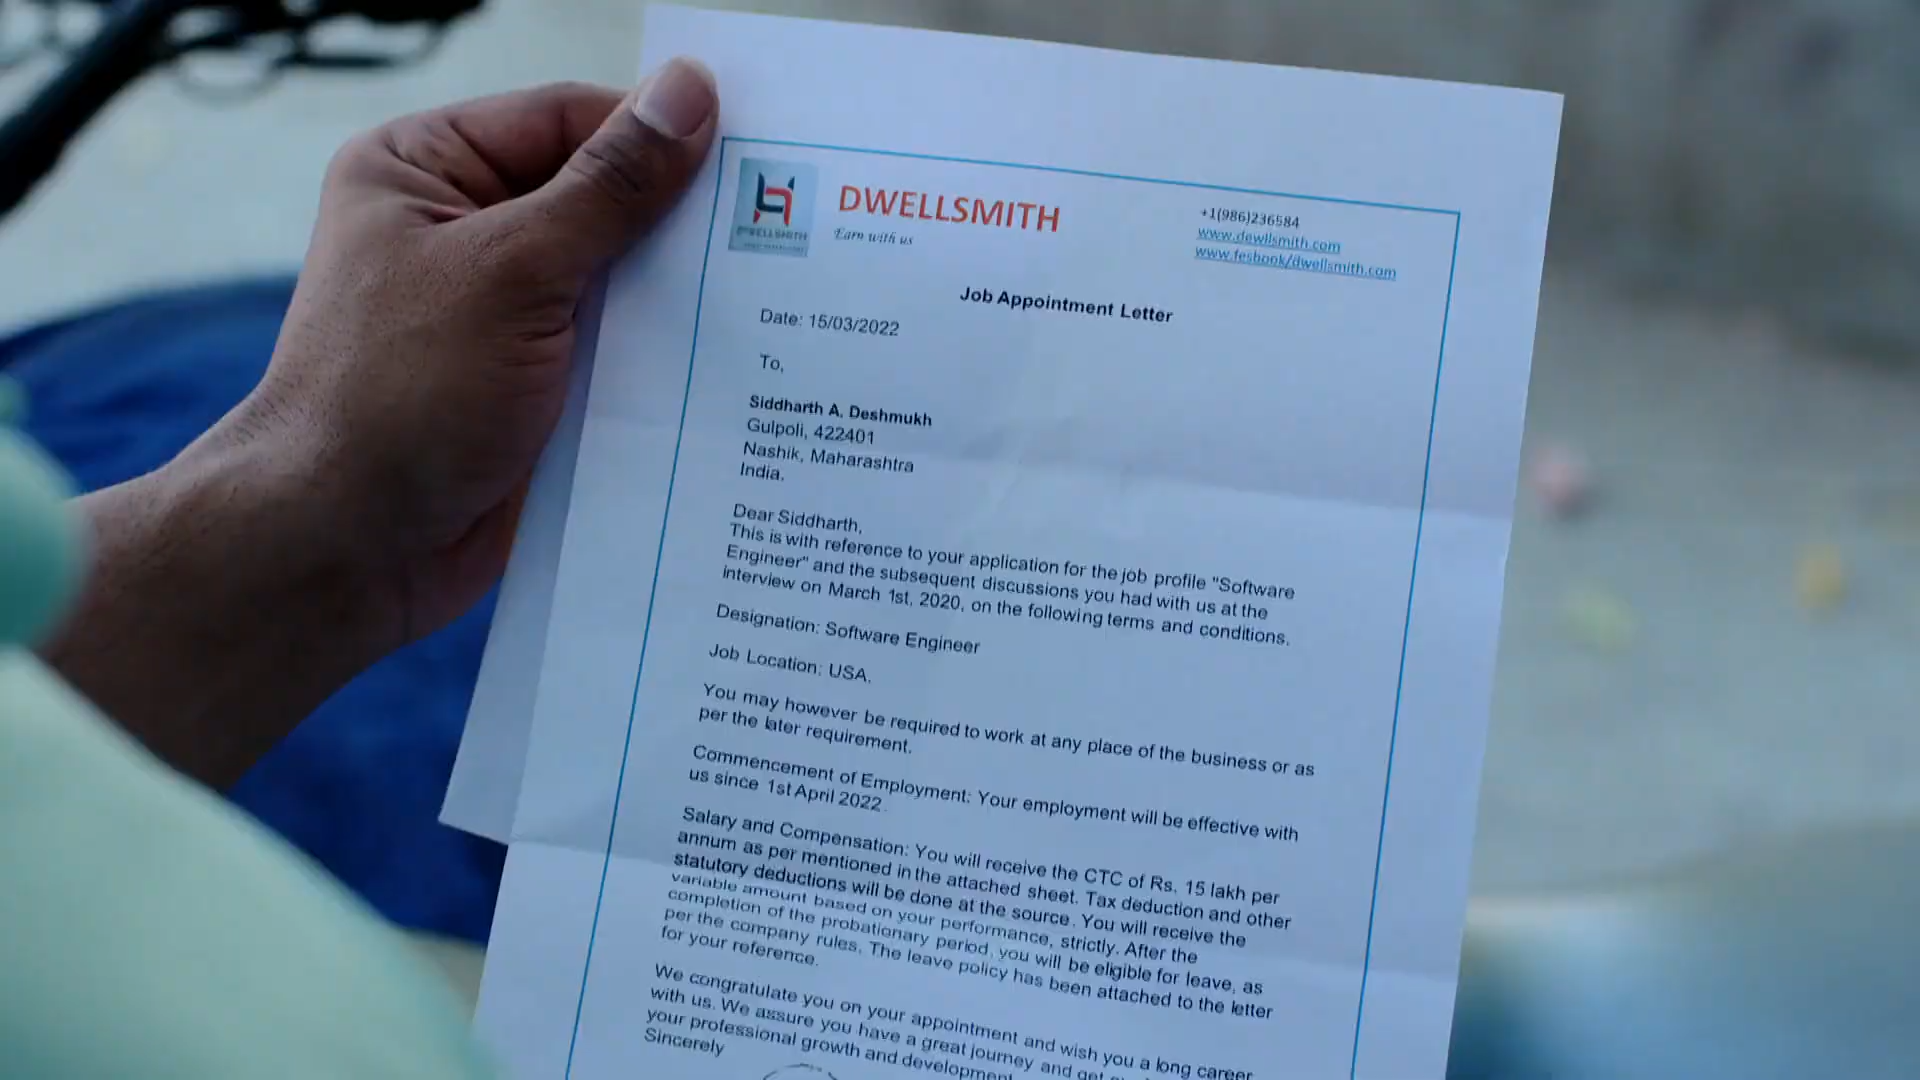 DWELLSMITH
DWELLSMITH
Earn with us
+1(986)236584
www.dewllsmith.com
www.fesbook/dwellsmith.com
Job Appointment Letter
Date: 15/03/2022
To,
Siddharth A. Deshmukh
Gulpoli, 422401
Nashik, Maharashtra
India.
Dear Siddharth,
This is with reference to your application for the job profile "Software
Engineer" and the subsequent discussions you had with us at the
interview on March 1st, 2020, on the following terms and conditions.
Designation: Software Engineer
Job Location: USA.
You may however be required to work at any place of the business or as
per the later requirement.
Commencement of Employment: Your employment will be effective with
us since 1st April 2022.
Salary and Compensation: You will receive the CTC of Rs. 15 lakh per
annum as per mentioned in the attached sheet. Tax deduction and other
statutory deductions will be done at the source. You will receive the
variable amount based on your performance, strictly. After the
completion of the probationary period, you will be eligible for leave, as
per the company rules. The leave policy has been attached to the letter
for your reference.
We congratulate you on your appointment and wish you a long career
with us. We assure you have a great journey and get
your professional growth and development
Sincerely